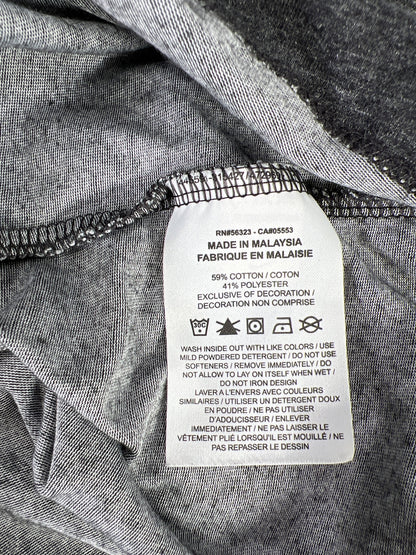 RN#56323 - CA#05553
MADE IN MALAYSIA
FABRIQUE EN MALAISIE
59% COTTON / COTON
41% POLYESTER
EXCLUSIVE OF DECORATION /
DECORATION NON COMPRISE
WASH INSIDE OUT WITH LIKE COLORS / USE
MILD POWDERED DETERGENT / DO NOT USE
SOFTENERS / REMOVE IMMEDIATELY / DO
NOT ALLOW TO LAY ON ITSELF WHEN WET /
DO NOT IRON DESIGN
LAVER A L'ENVERS AVEC COULEURS
SIMILAIRES / UTILISER UN DETERGENT DOUX
EN POUDRE / NE PAS UTILISER
D'ADOUCISSEUR / ENLEVER
IMMÉDIATEMENT / NE PAS LAISSER LE
VÊTEMENT PLIÉ LORSQU'IL EST MOUILLÉ / NE
PAS REPASSER LE DESSIN